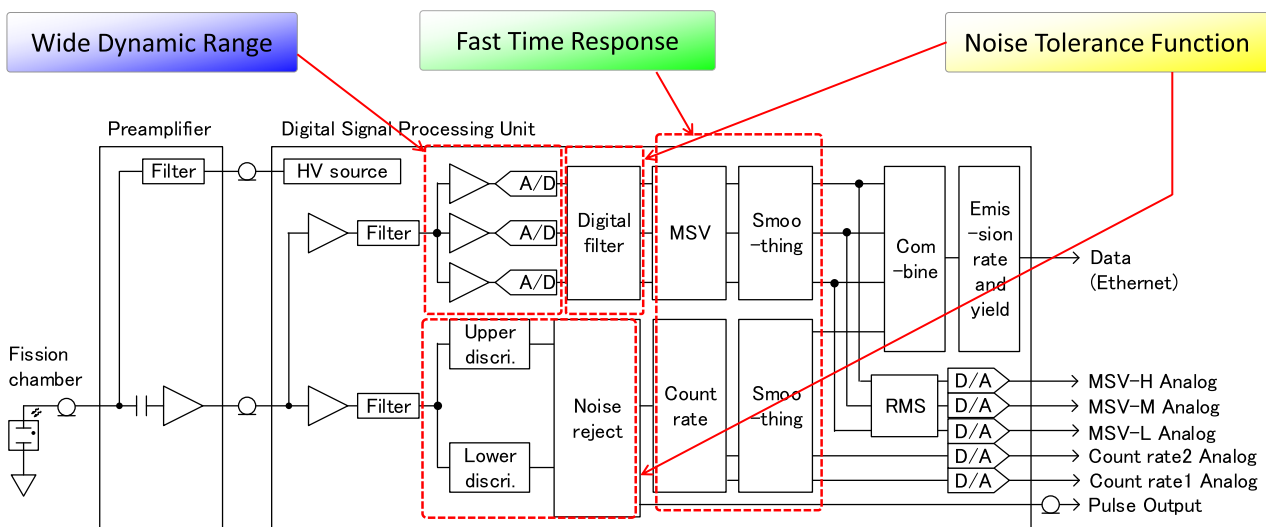 Wide Dynamic Range
Fast Time Response
Noise Tolerance Function
Preamplifier
Digital Signal Processing Unit
Filter
HV source
Filter
A/D
A/D
A/D
Digital
filter
MSV
Smoo
-thing
Com
-bine
Emis
-sion
rate
and
yield
Data
(Ethernet)
Fission
chamber
Filter
Upper
discri.
Lower
discri.
Noise
reject
Count
rate
Smoo
-thing
RMS
D/A
D/A
D/A
D/A
D/A
MSV-H Analog
MSV-M Analog
MSV-L Analog
Count rate2 Analog
Count rate1 Analog
Pulse Output